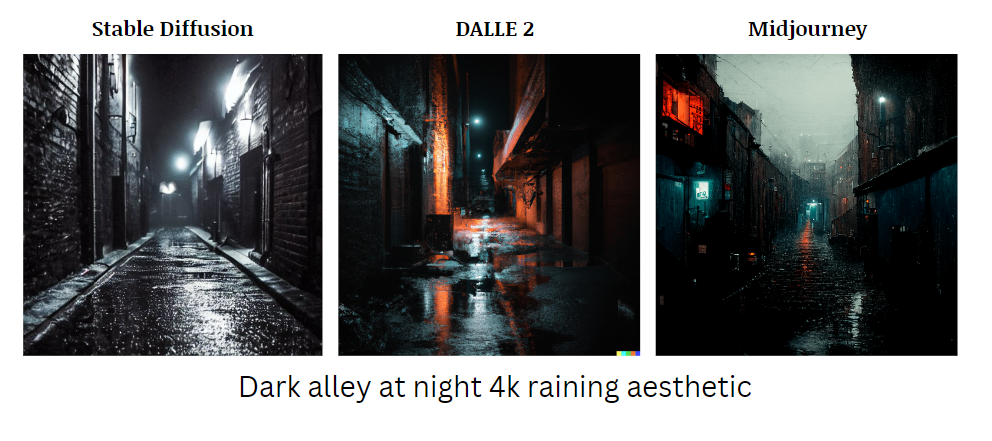 Stable Diffusion
DALLE 2
Midjourney
Dark alley at night 4k raining aesthetic